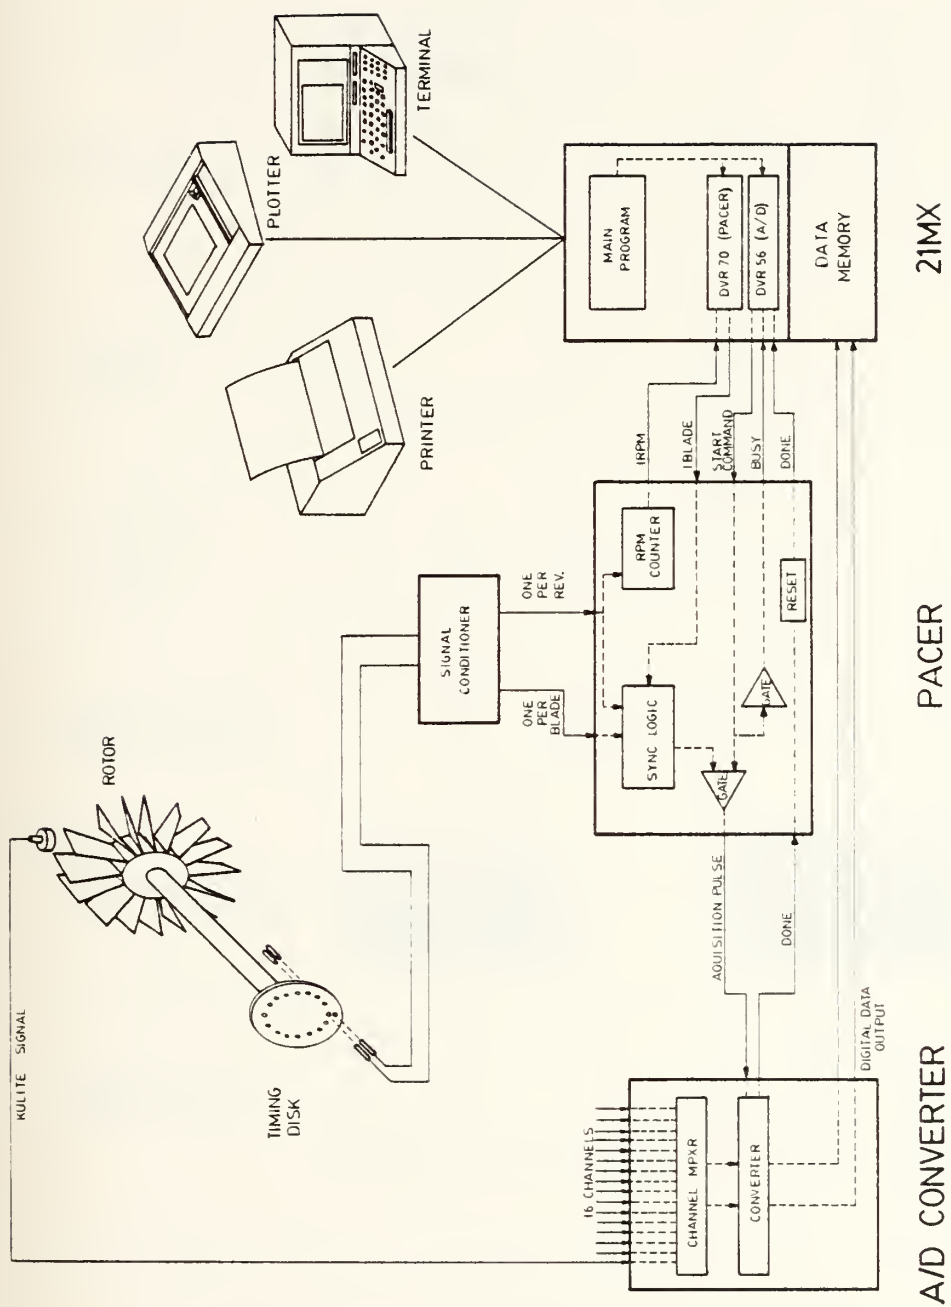 KULITE SIGNAL
ROTOR
TIMING
DISK
PRINTER
PLOTTER
TERMINAL
SIGNAL
CONDITIONER
ONE
PER
BLADE
ONE
PER
REV.
16 CHANNELS
CHANNEL MPXR
CONVERTER
DIGITAL DATA
OUTPUT
AQUISITION PULSE
DONE
SYNC LOGIC
RPM
COUNTER
GATE
GATE
RESET
IRPM
IBLADE
START
COMMAND
BUSY
DONE
MAIN
PROGRAM
DVR 70 (PACER)
DVR 56 (A/D)
DATA
MEMORY
A/D CONVERTER
PACER
21MX